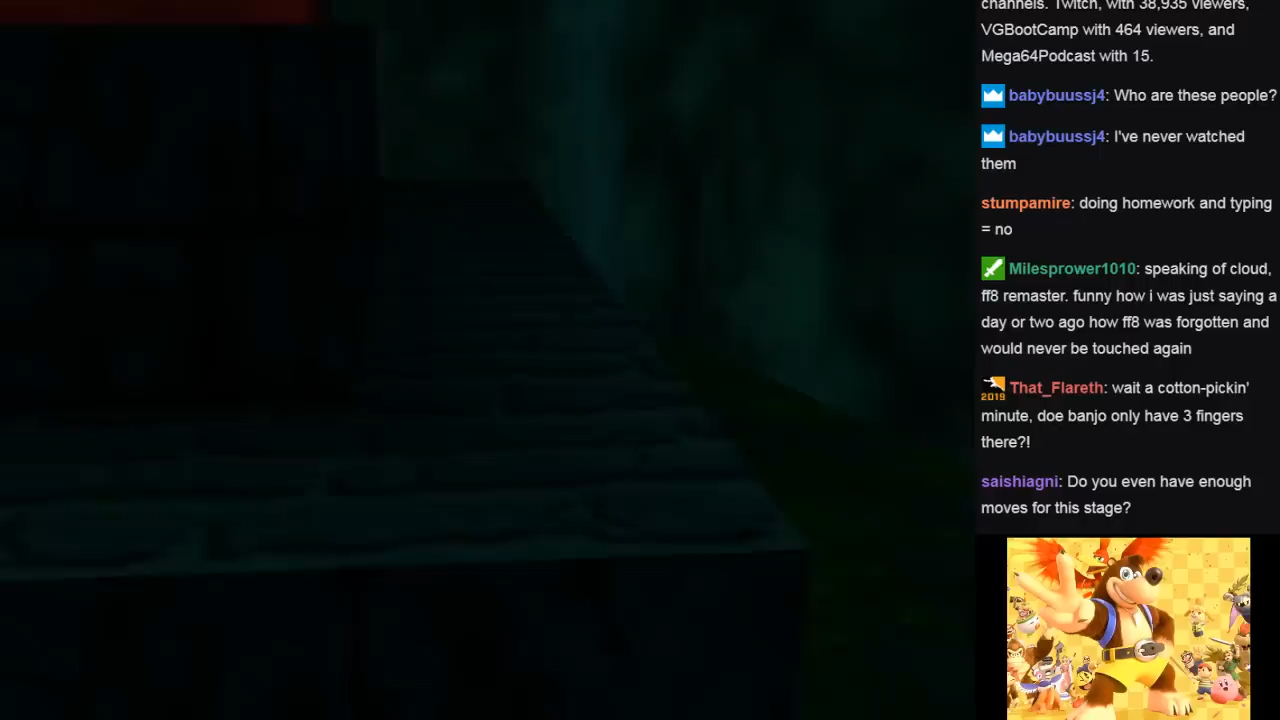 channels. Twitch, with 38,935 viewers,
VGBootCamp with 464 viewers, and
Mega64Podcast with 15.
babybuussj4: Who are these people?
babybuussj4: I've never watched
them
stumpamire: doing homework and typing
= no
Milesprower1010: speaking of cloud,
ff8 remaster. funny how i was just saying a
day or two ago how ff8 was forgotten and
would never be touched again
2019 That_Flareth: wait a cotton-pickin'
minute, doe banjo only have 3 fingers
there?!
saishiagni: Do you even have enough
moves for this stage?